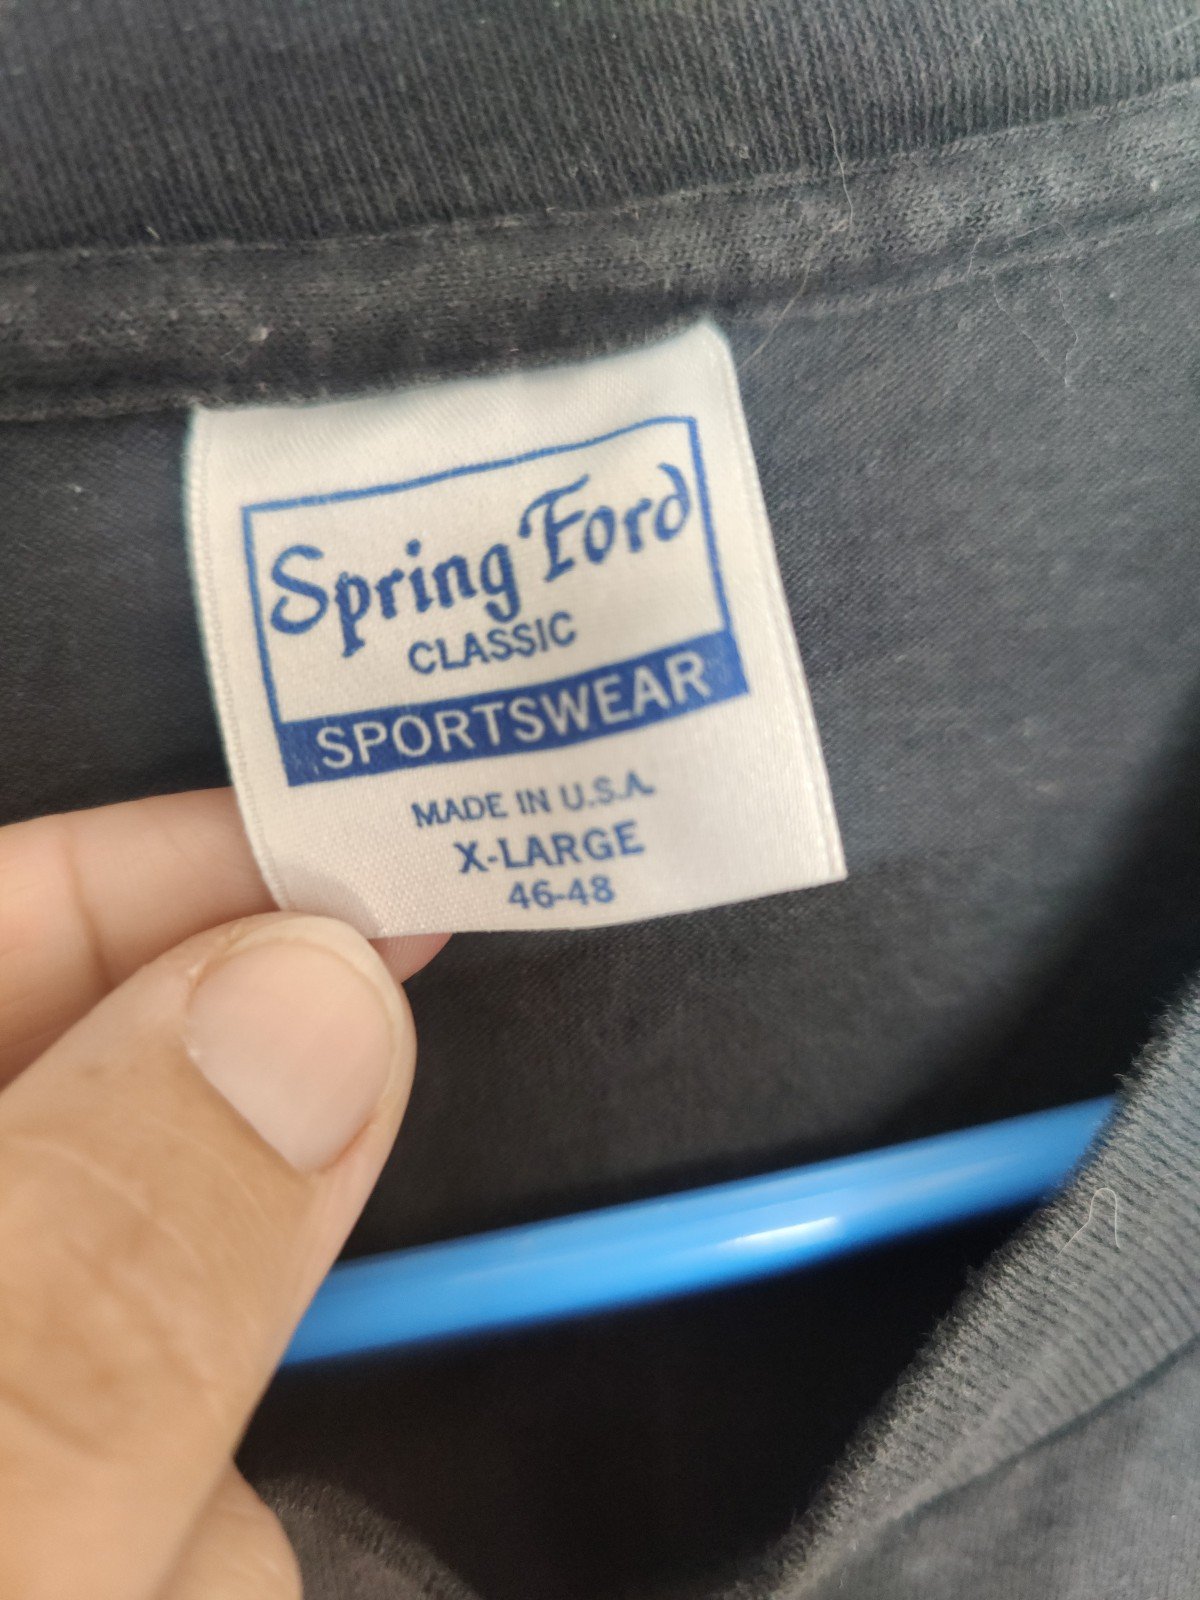 Spring Ford
CLASSIC
SPORTSWEAR
MADE IN U.S.A.
X-LARGE
46-48